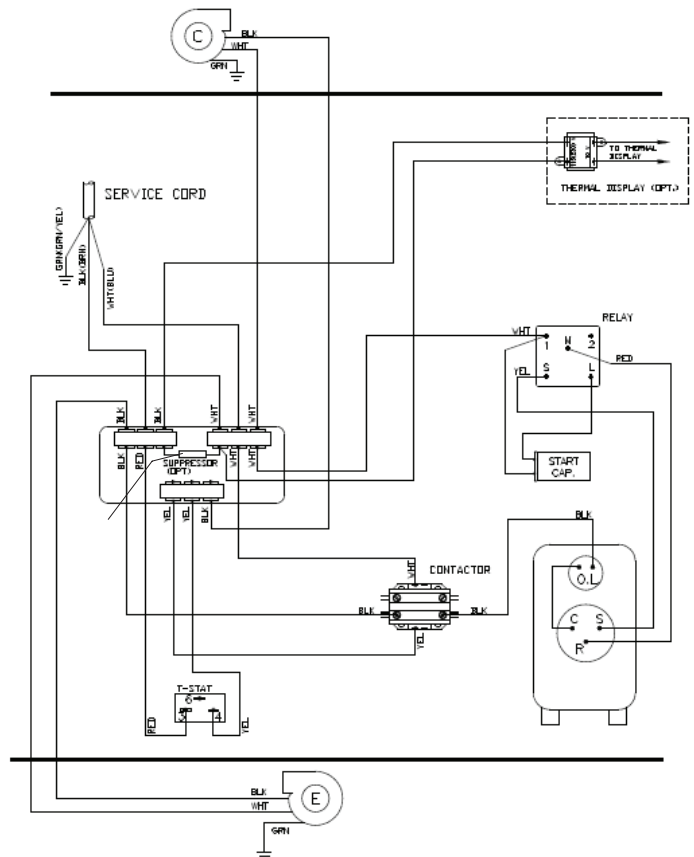 C
BLK
WHT
GRN
TO THERMAL
DISPLAY
THERMAL DISPLAY (OPT.)
SERVICE CORD
GRN(GRN/YEL)
BLK(BRN)
WHT(BLU)
RELAY
WHT
1
N
2
RED
YEL
S
L
BLK
BLK
WHT
WHT
START
CAP.
BLK
RED
SUPPRESSOR
(OPT)
WHT
WHT
YEL
YEL
BLK
BLK
WHT
CONTACTOR
O.L
BLK
BLK
YEL
C
S
R
T-STAT
6
4
RED
YEL
BLK
WHT
E
GRN